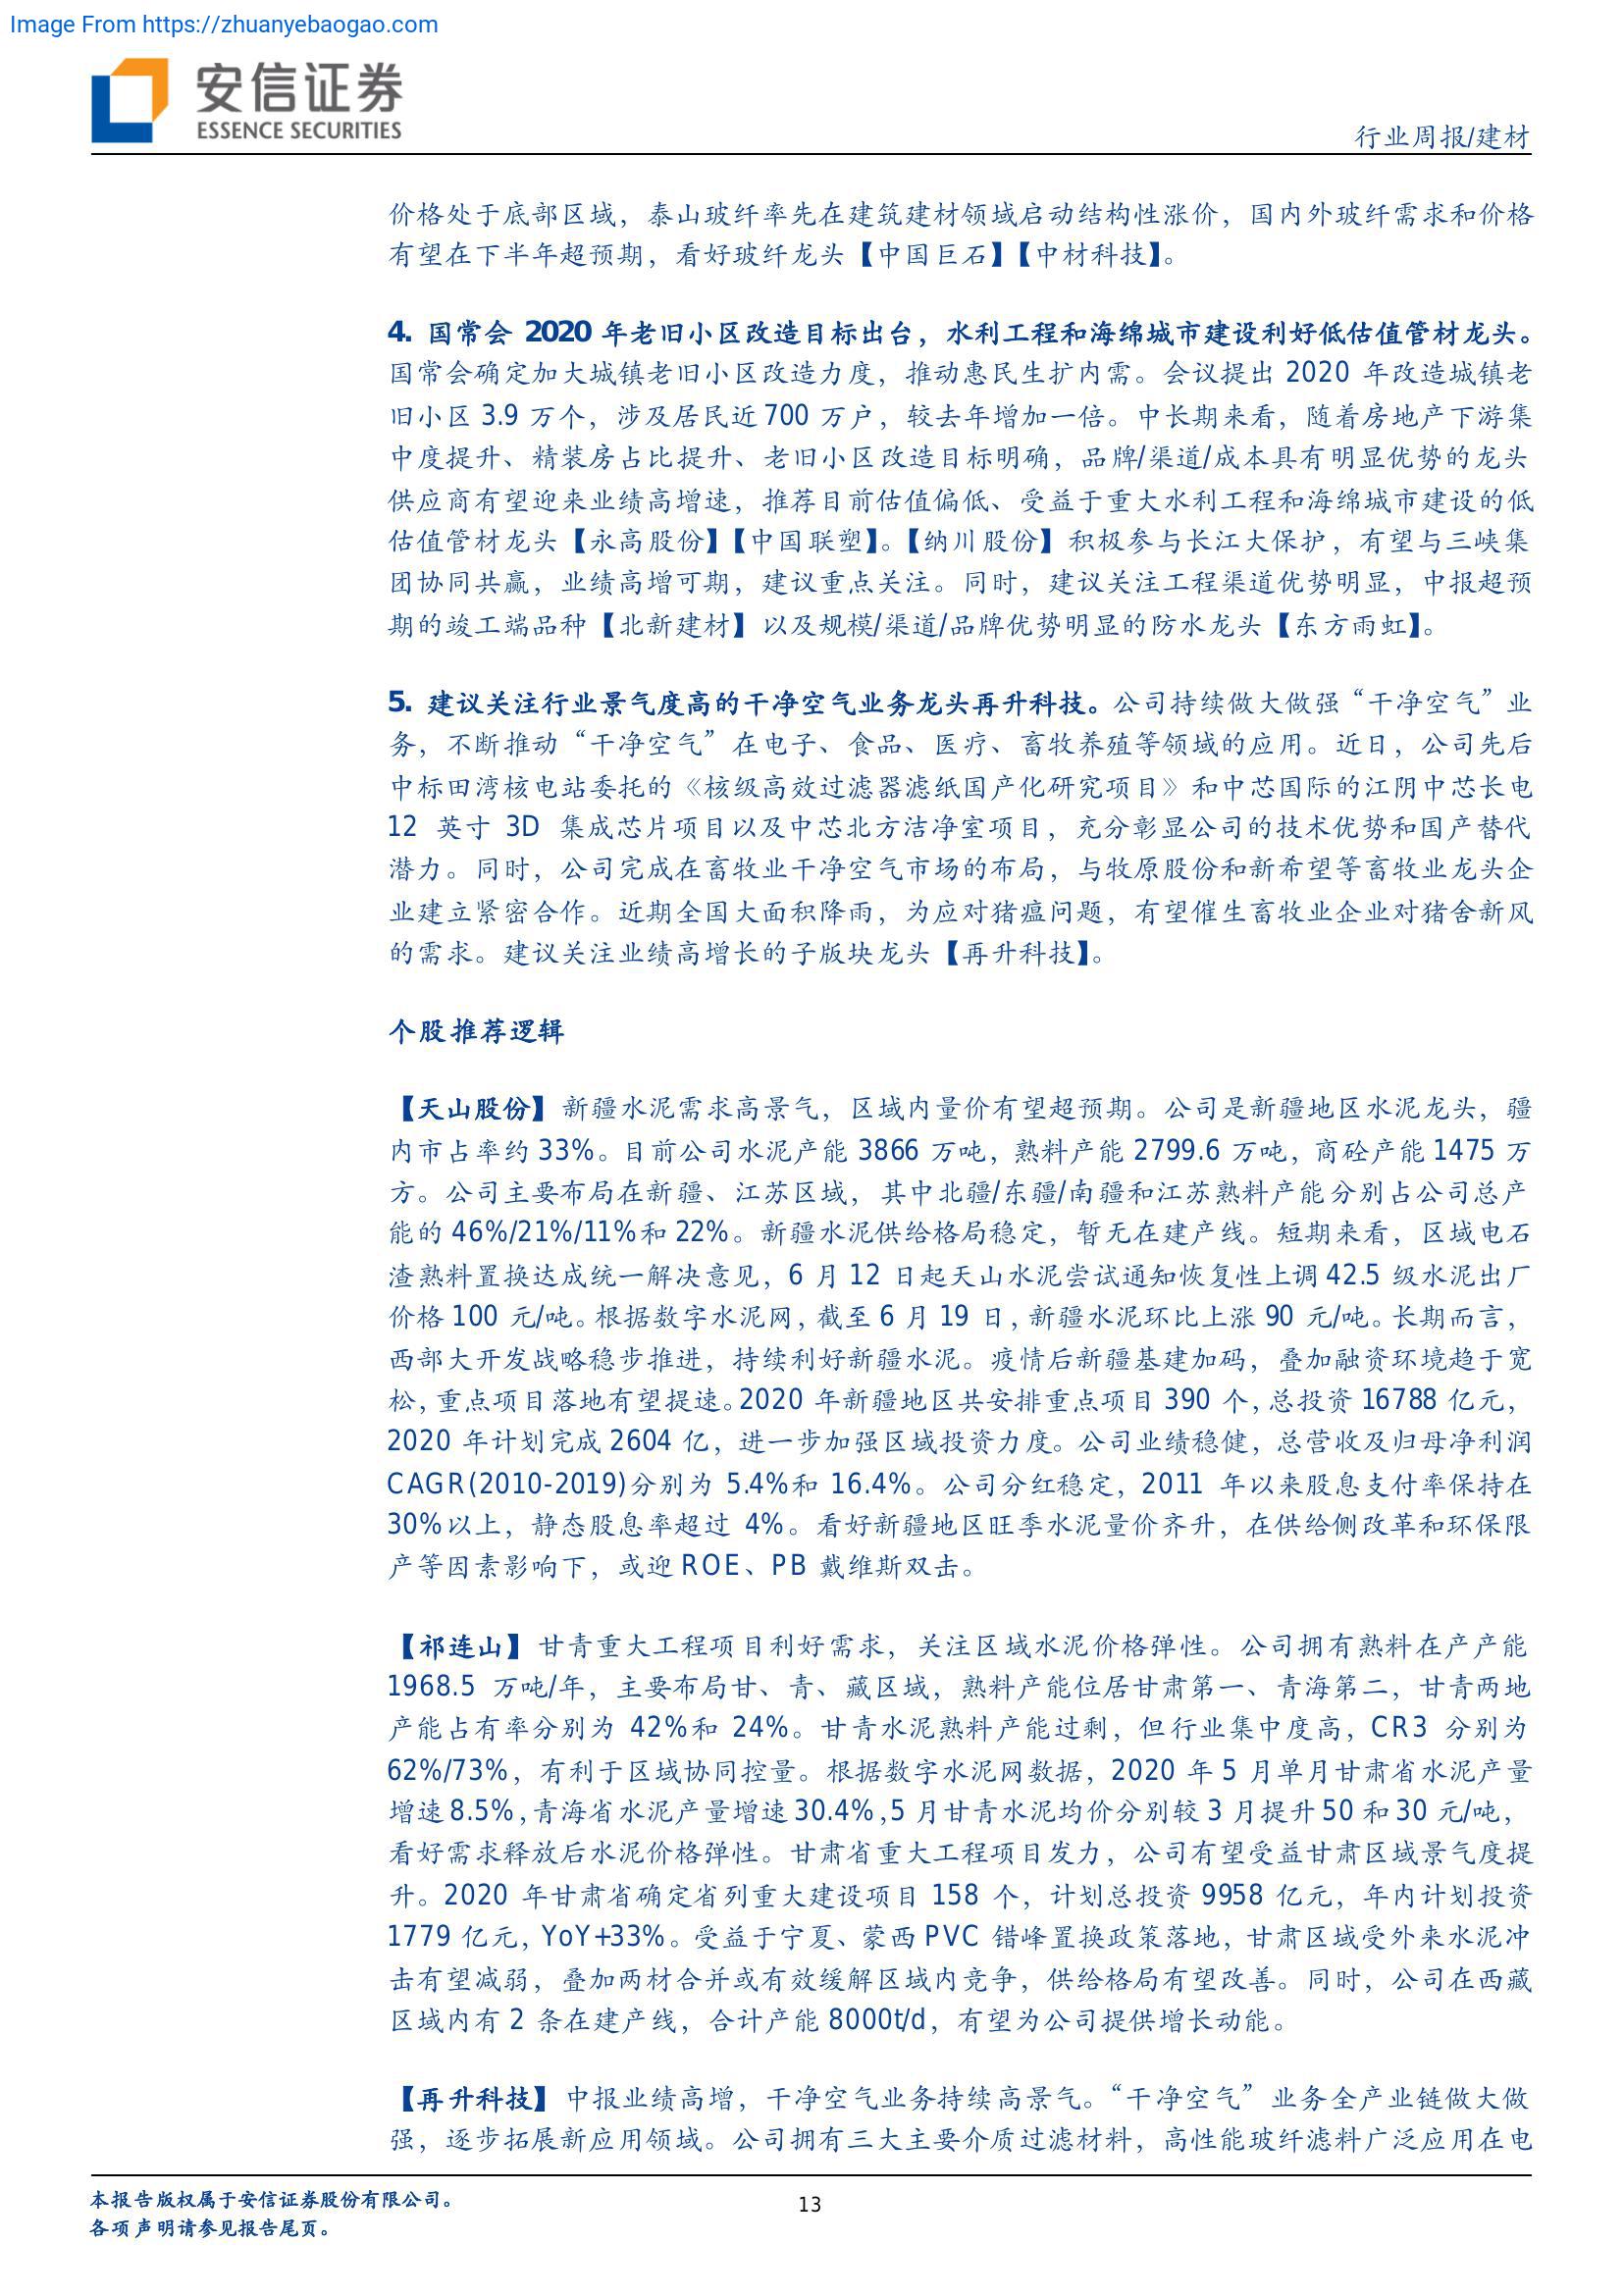 Image From https://zhuanyebaogao.com
安信证券
ESSENCE SECURITIES
行业周报/建材
价格处于底部区域，泰山玻纤率先在建筑建材领域启动结构性涨价，国内外玻纤需求和价格
有望在下半年超预期，看好玻纤龙头【中国巨石】【中材科技】。
4. 国常会 2020 年老旧小区改造目标出台，水利工程和海绵城市建设利好低估值管材龙头。
国常会确定加大城镇老旧小区改造力度，推动惠民生扩内需。会议提出 2020 年改造城镇老
旧小区 3.9 万个，涉及居民近 700 万户，较去年增加一倍。中长期来看，随着房地产下游集
中度提升、精装房占比提升、老旧小区改造目标明确，品牌/渠道/成本具有明显优势的龙头
供应商有望迎来业绩高增速，推荐目前估值偏低、受益于重大水利工程和海绵城市建设的低
估值管材龙头【永高股份】【中国联塑】。【纳川股份】积极参与长江大保护，有望与三峡集
团协同共赢，业绩高增可期，建议重点关注。同时，建议关注工程渠道优势明显，中报超预
期的竣工端品种【北新建材】以及规模/渠道/品牌优势明显的防水龙头【东方雨虹】。
5. 建议关注行业景气度高的干净空气业务龙头再升科技。公司持续做大做强“干净空气”业
务，不断推动“干净空气”在电子、食品、医疗、畜牧养殖等领域的应用。近日，公司先后
中标田湾核电站委托的《核级高效过滤器滤纸国产化研究项目》和中芯国际的江阴中芯长电
12 英寸 3D 集成芯片项目以及中芯北方洁净室项目，充分彰显公司的技术优势和国产替代
潜力。同时，公司完成在畜牧业干净空气市场的布局，与牧原股份和新希望等畜牧业龙头企
业建立紧密合作。近期全国大面积降雨，为应对猪瘟问题，有望催生畜牧业企业对猪舍新风
的需求。建议关注业绩高增长的子版块龙头【再升科技】。
个股推荐逻辑
【天山股份】新疆水泥需求高景气，区域内量价有望超预期。公司是新疆地区水泥龙头，疆
内市占率约 33%。目前公司水泥产能 3866 万吨，熟料产能 2799.6 万吨，商砼产能 1475 万
方。公司主要布局在新疆、江苏区域，其中北疆/东疆/南疆和江苏熟料产能分别占公司总产
能的 46%/21%/11%和 22%。新疆水泥供给格局稳定，暂无在建产线。短期来看，区域电石
渣熟料置换达成统一解决意见，6 月 12 日起天山水泥尝试通知恢复性上调 42.5 级水泥出厂
价格 100 元/吨。根据数字水泥网，截至 6 月 19 日，新疆水泥环比上涨 90 元/吨。长期而言，
西部大开发战略稳步推进，持续利好新疆水泥。疫情后新疆基建加码，叠加融资环境趋于宽
松，重点项目落地有望提速。2020 年新疆地区共安排重点项目 390 个，总投资 16788 亿元，
2020 年计划完成 2604 亿，进一步加强区域投资力度。公司业绩稳健，总营收及归母净利润
CAGR(2010-2019)分别为 5.4%和 16.4%。公司分红稳定，2011 年以来股息支付率保持在
30%以上，静态股息率超过 4%。看好新疆地区旺季水泥量价齐升，在供给侧改革和环保限
产等因素影响下，或迎 ROE、PB 戴维斯双击。
【祁连山】甘青重大工程项目利好需求，关注区域水泥价格弹性。公司拥有熟料在产产能
1968.5 万吨/年，主要布局甘、青、藏区域，熟料产能位居甘肃第一、青海第二，甘青两地
产能占有率分别为 42%和 24%。甘青水泥熟料产能过剩，但行业集中度高，CR3 分别为
62%/73%，有利于区域协同控量。根据数字水泥网数据，2020 年 5 月单月甘肃省水泥产量
增速 8.5%，青海省水泥产量增速 30.4%，5 月甘青水泥均价分别较 3 月提升 50 和 30 元/吨，
看好需求释放后水泥价格弹性。甘肃省重大工程项目发力，公司有望受益甘肃区域景气度提
升。2020 年甘肃省确定省列重大建设项目 158 个，计划总投资 9958 亿元，年内计划投资
1779 亿元，YoY+33%。受益于宁夏、蒙西 PVC 错峰置换政策落地，甘肃区域受外来水泥冲
击有望减弱，叠加两材合并或有效缓解区域内竞争，供给格局有望改善。同时，公司在西藏
区域内有 2 条在建产线，合计产能 8000t/d，有望为公司提供增长动能。
【再升科技】中报业绩高增，干净空气业务持续高景气。“干净空气”业务全产业链做大做
强，逐步拓展新应用领域。公司拥有三大主要介质过滤材料，高性能玻纤滤料广泛应用在电
本报告版权属于安信证券股份有限公司。
13
各项声明请参见报告尾页。